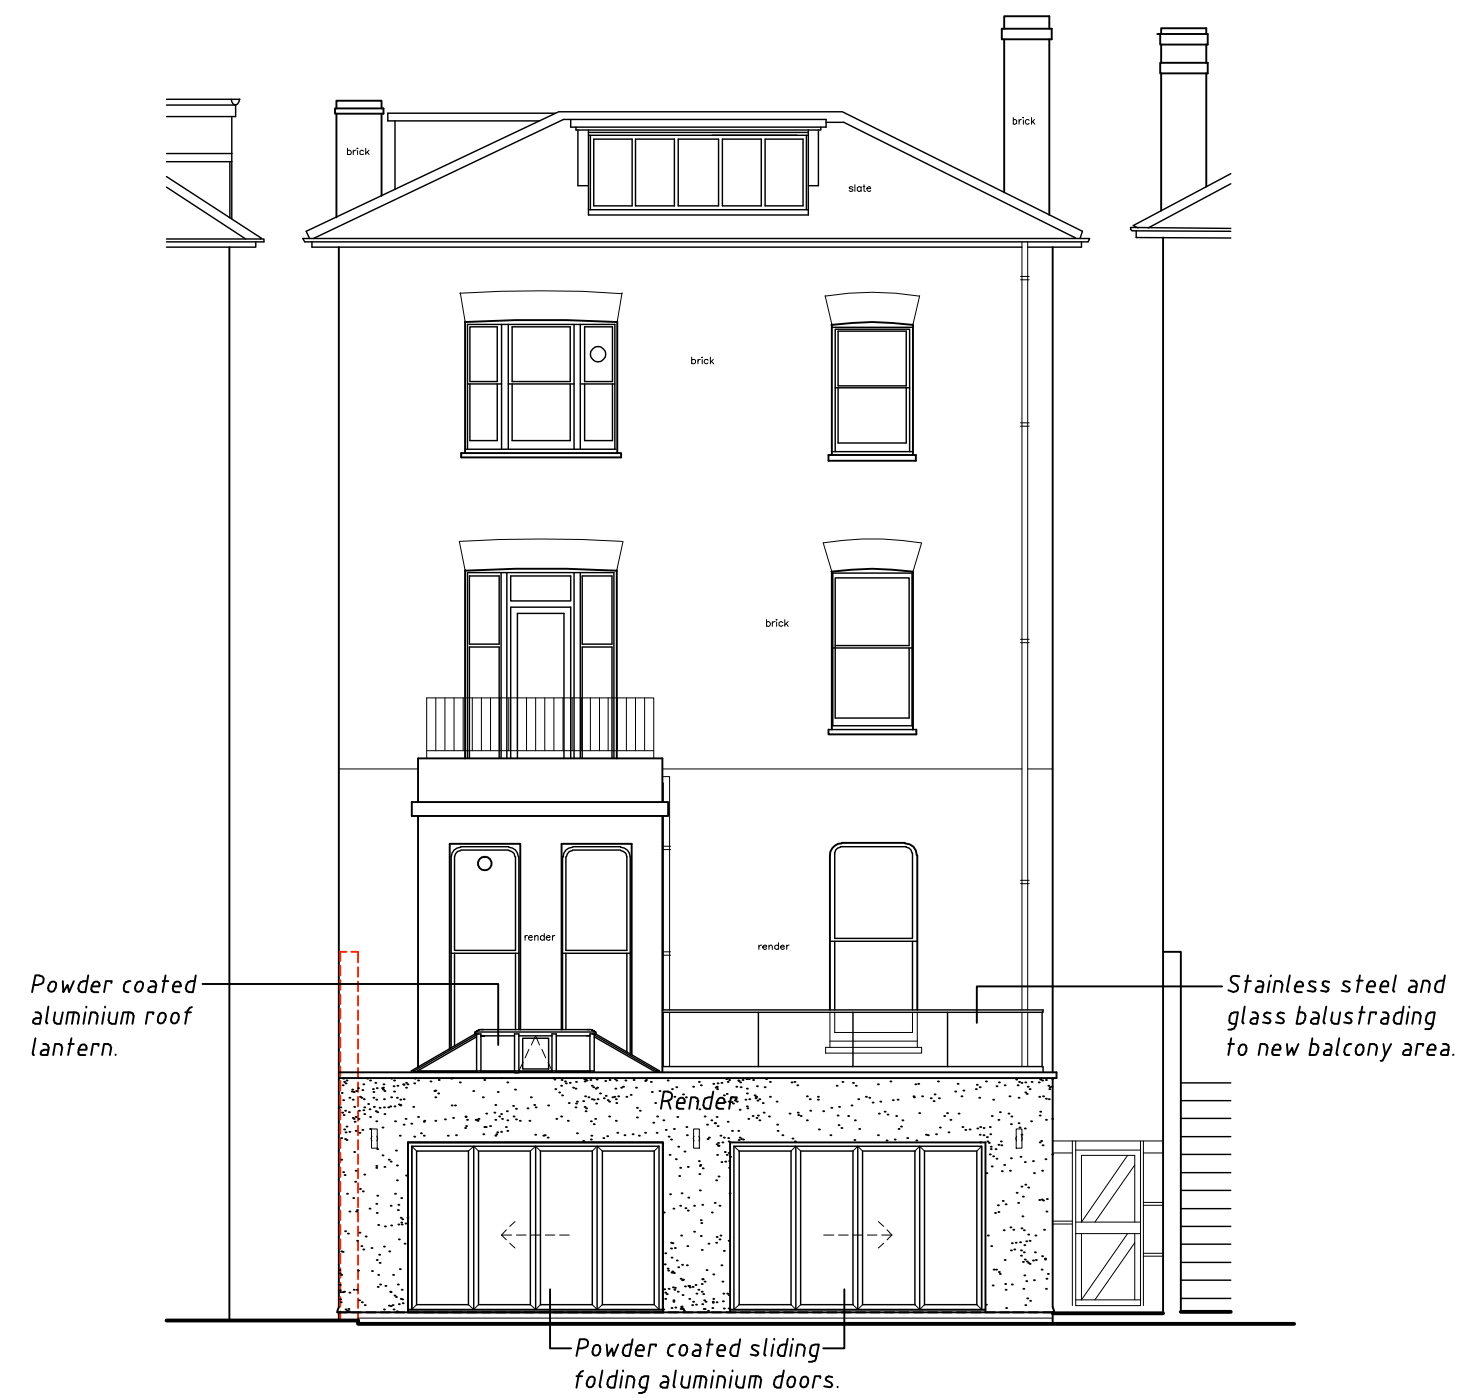 brick
brick
slate
brick
brick
render
render
Powder coated
aluminium roof
lantern.
Stainless steel and
glass balustrading
to new balcony area.
Render
Powder coated sliding
folding aluminium doors.